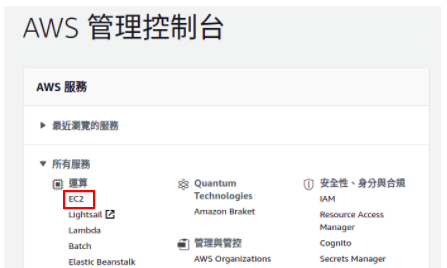 AWS 管理控制台
AWS 服務
最近瀏覽的服務
所有服務
運算
EC2
Lightsail
Lambda
Batch
Elastic Beanstalk
Quantum
Technologies
Amazon Braket
管理與管控
AWS Organizations
安全性、身分與合規
IAM
Resource Access
Manager
Cognito
Secrets Manager